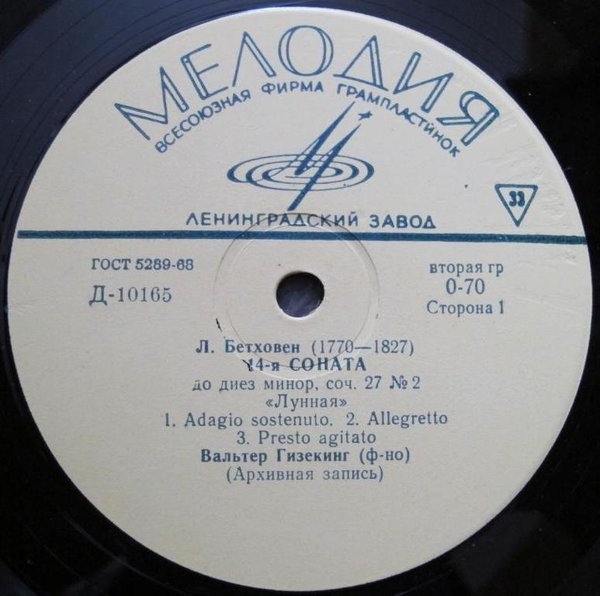 МЕЛОДИЯ
ВСЕСОЮЗНАЯ ФИРМА ГРАМПЛАСТИНОК
33
ЛЕНИНГРАДСКИЙ ЗАВОД
ГОСТ 5289-68
вторая гр
Д-10165
0-70
Сторона 1
Л. Бетховен (1770—1827)
14-я СОНАТА
до диез минор, соч. 27 № 2
«Лунная»
1. Adagio sostenuto. 2. Allegretto
3. Presto agitato
Вальтер Гизекинг (ф-но)
(Архивная запись)